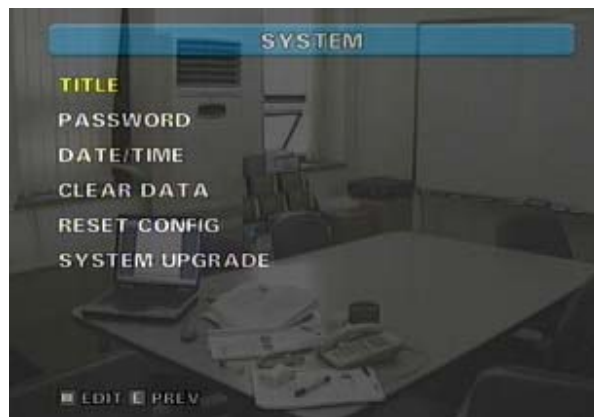 SYSTEM
TITLE
PASSWORD
DATE/TIME
CLEAR DATA
RESET CONFIG
SYSTEM UPGRADE
EDIT E PREV